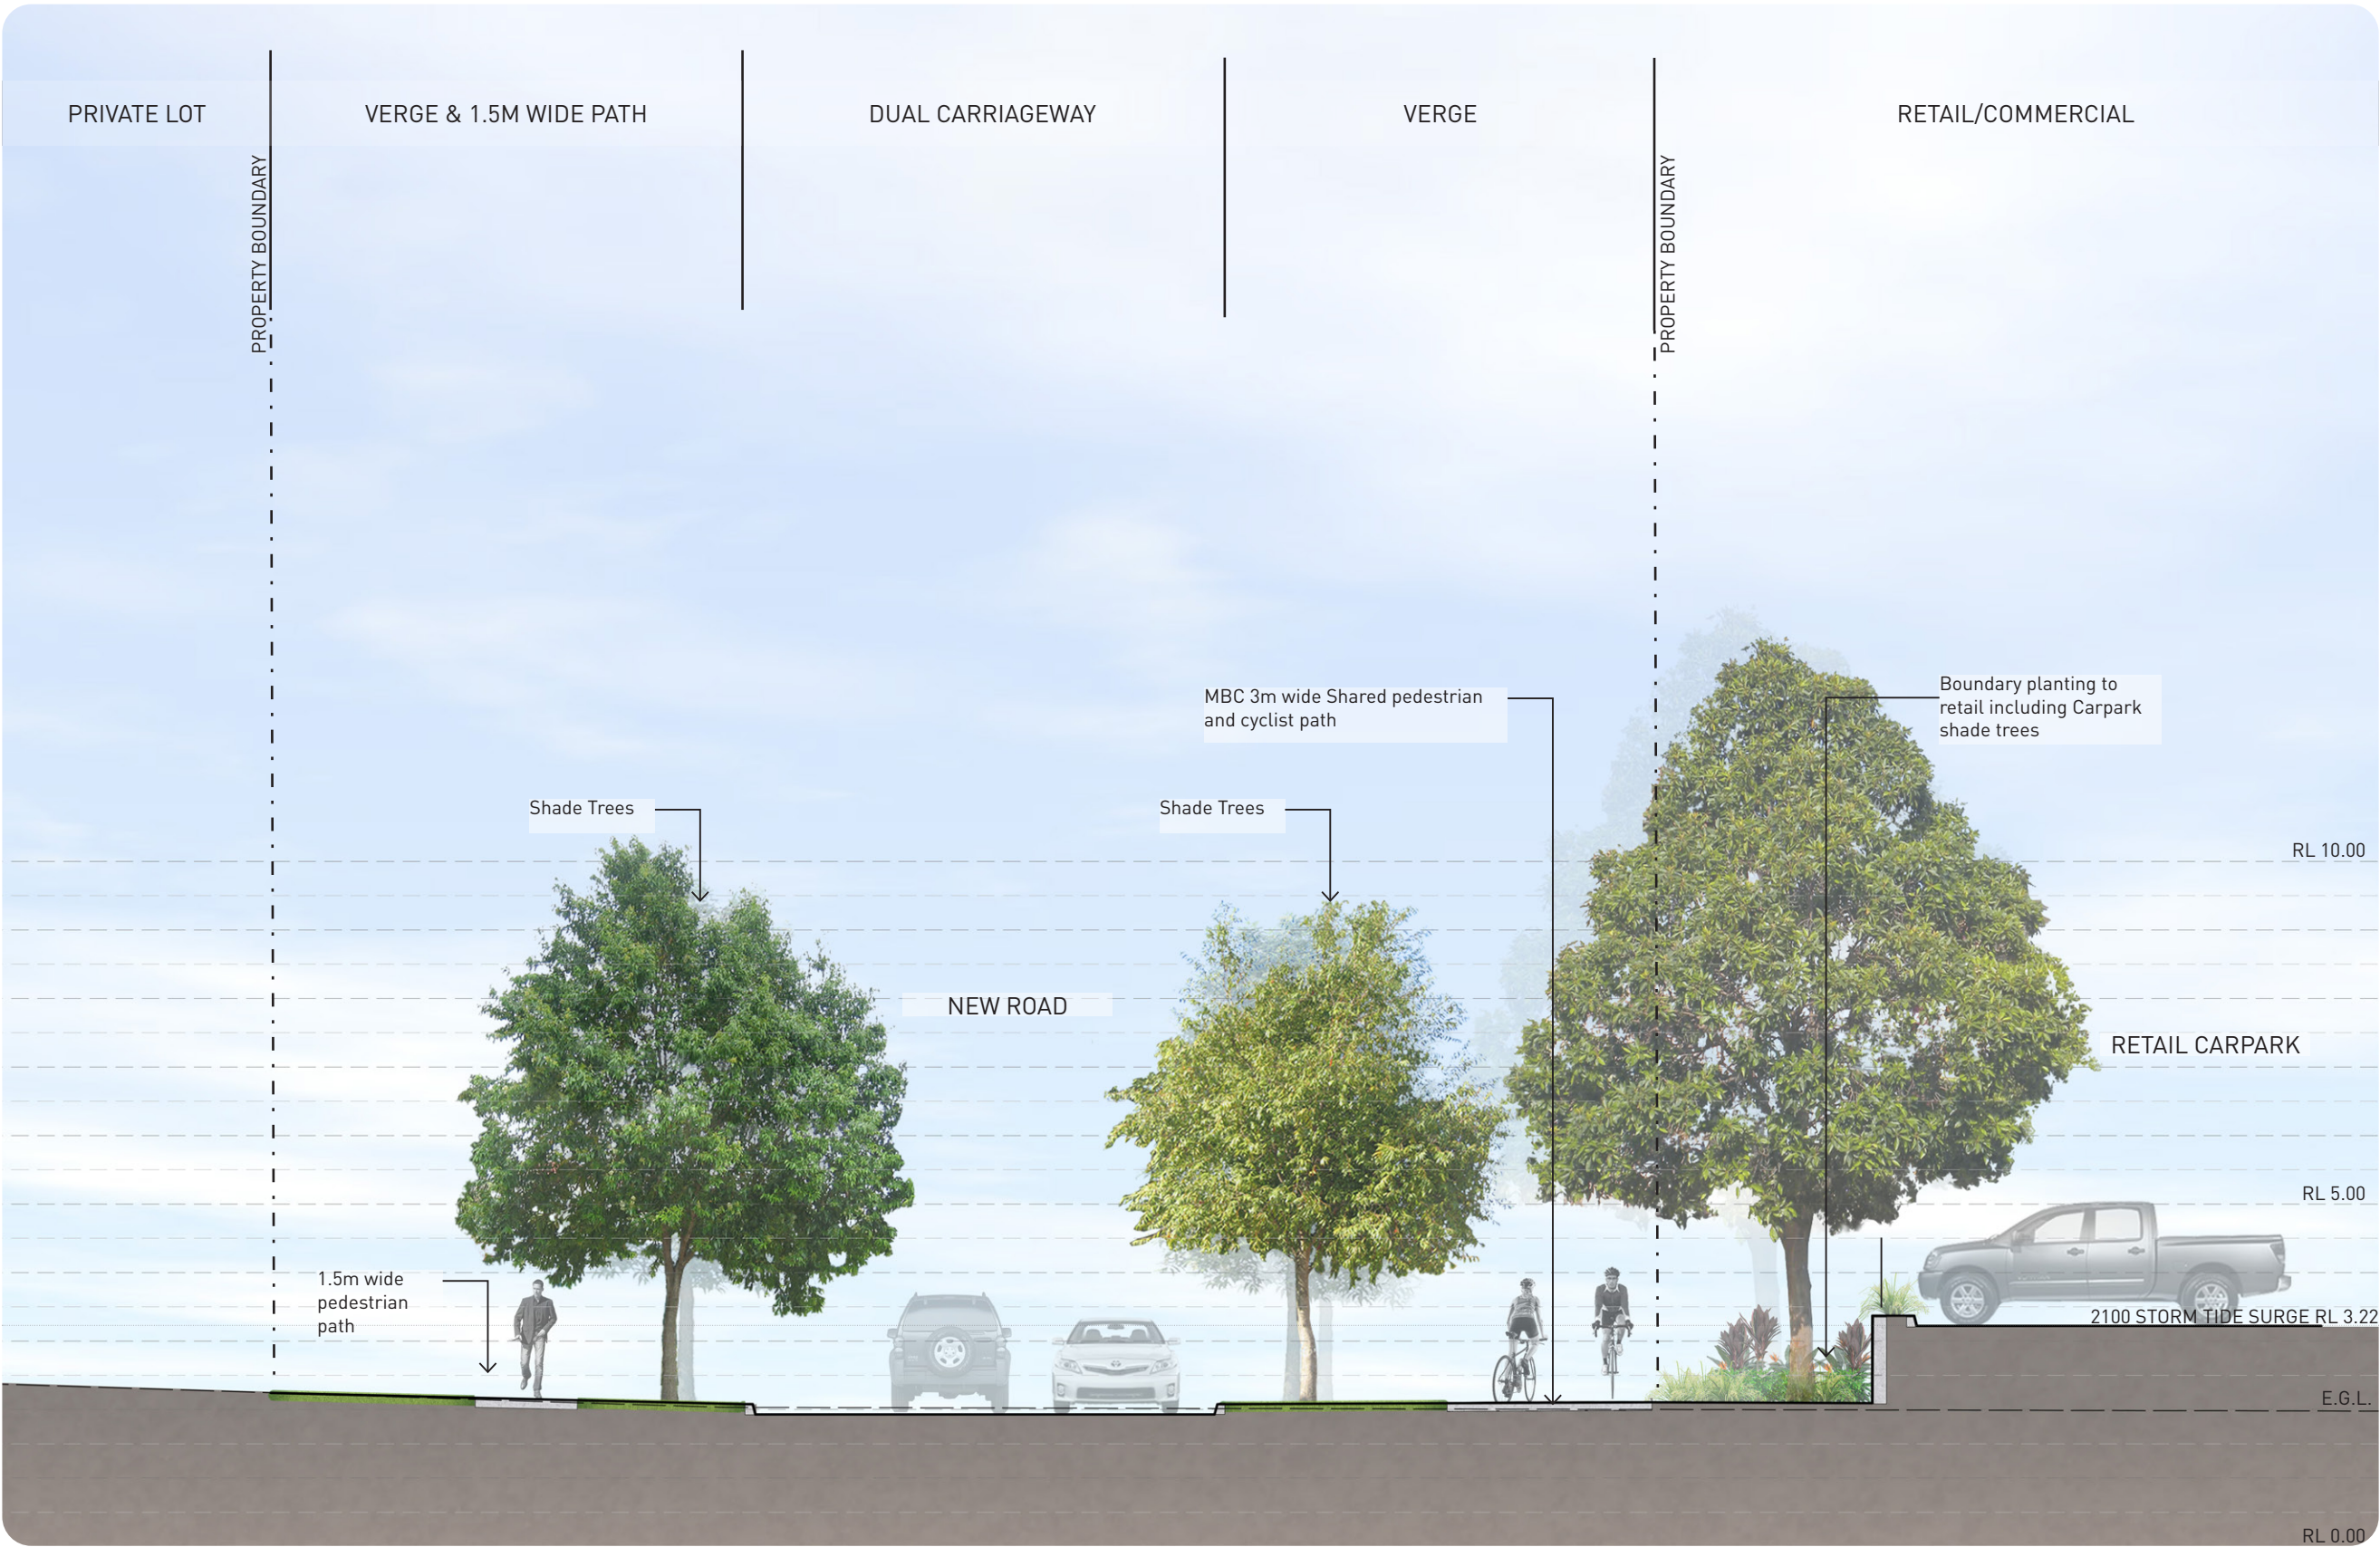 PRIVATE LOT
VERGE & 1.5M WIDE PATH
DUAL CARRIAGEWAY
VERGE
RETAIL/COMMERCIAL
PROPERTY BOUNDARY
PROPERTY BOUNDARY
MBC 3m wide Shared pedestrian
and cyclist path
Boundary planting to
retail including Carpark
shade trees
Shade Trees
Shade Trees
RL 10.00
NEW ROAD
RETAIL CARPARK
RL 5.00
1.5m wide
pedestrian
path
2100 STORM TIDE SURGE RL 3.22
E.G.L.
RL 0.00